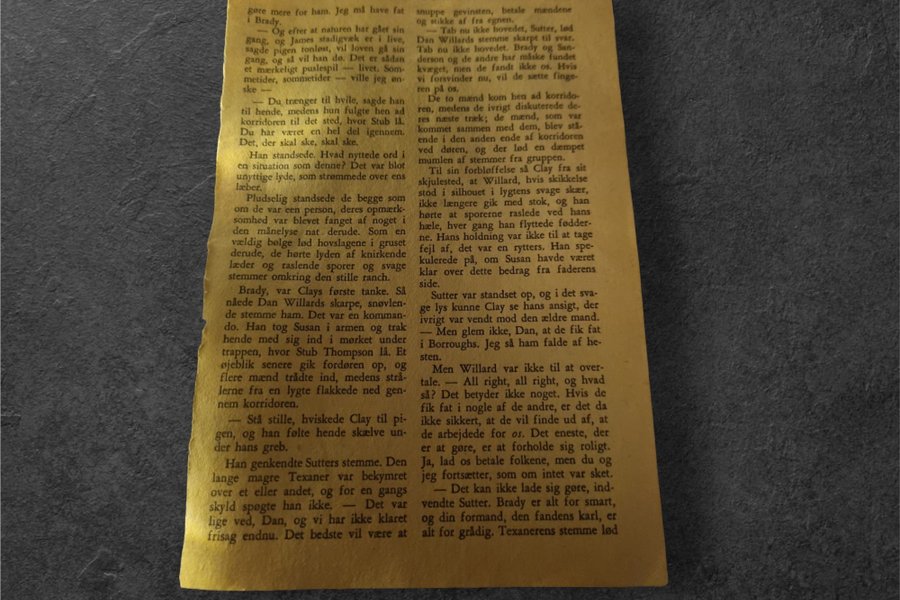 gøre mere for ham. Jeg må have fat
i Brady.
— Og efter at naturen har gået sin
gang, og James stadigvæk er i live,
sagde pigen tonløst, vil loven gå sin
gang, og så vil han dø. Det er sådan
et mærkeligt puslespil — livet. Som-
metider, sommetider — ville jeg øn-
ske —
— Du trænger til hvile, sagde han
til hende, medens hun fulgte hen ad
korridoren til det sted, hvor Stub lå.
Du har været en hel del igennem.
Det, der skal ske, skal ske.
Han standsede. Hvad nyttede ord i
en situation som denne? Det var blot
unyttige lyde, som strømmede over ens
læber.
Pludselig standsede de begge som
om de var een person, deres opmærk-
somhed var blevet fanget af noget i
den månelyse nat derude. Som en
vældig bølge lød hovslagene i gruset
derude, de hørte lyden af knirkende
læder og raslende sporer og svage
stemmer omkring den stille ranch.
Brady, var Clays første tanke. Så
nåede Dan Willards skarpe, snøvlen-
de stemme ham. Det var en komman-
do. Han tog Susan i armen og trak
hende med sig ind i mørket under
trappen, hvor Stub Thompson lå. Et
øjeblik senere gik fordøren op, og
flere mænd trådte ind, medens strå-
lerne fra en lygte flakkede ned gen-
nem korridoren.
— Stå stille, hviskede Clay til pi-
gen, og han følte hende skælve un-
der hans greb.
Han genkendte Sutters stemme. Den
lange magre Texaner var bekymret
over et eller andet, og for en gangs
skyld spøgte han ikke. — Det var
lige ved, Dan, og vi har ikke klaret
frisag endnu. Det bedste vil være at
snuppe gevinsten, betale mændene
og stikke af fra egnen.
— Tab nu ikke hovedet, Sutter, lød
Dan Willards stemme skarpt til svar.
Tab nu ikke hovedet. Brady og San-
derson og de andre har måske fundet
kvæget, men de fandt ikke os. Hvis
vi forsvinder nu, vil de sætte finge-
ren på os.
De to mænd kom hen ad korrido-
ren, medens de ivrigt diskuterede de-
res næste træk; de mænd, som var
kommet sammen med dem, blev stå-
ende i den anden ende af korridoren
ved døren, og der lød en dæmpet
mumlen af stemmer fra gruppen.
Til sin forbløffelse så Clay fra sit
skjulested, at Willard, hvis skikkelse
stod i silhouet i lygtens svage skær,
ikke længere gik med stok, og han
hørte at sporerne raslede ved hans
hæle, hver gang han flyttede fødder-
ne. Hans holdning var ikke til at tage
fejl af, det var en rytters. Han spe-
kulerede på, om Susan havde været
klar over dette bedrag fra faderens
side.
Sutter var standset op, og i det sva-
ge lys kunne Clay se hans ansigt, der
ivrigt var vendt mod den ældre mand.
— Men glem ikke, Dan, at de fik fat
i Borroughs. Jeg så ham falde af he-
sten.
Men Willard var ikke til at over-
tale. — All right, all right, og hvad
så? Det betyder ikke noget. Hvis de
fik fat i nogle af de andre, er det da
ikke sikkert, at de vil finde ud af, at
de arbejdede for os. Det eneste, der
er at gøre, er at forholde sig roligt.
Ja, lad os betale folkene, men du og
jeg fortsætter, som om intet var sket.
— Det kan ikke lade sig gøre, ind-
vendte Sutter. Brady er alt for smart,
og din formand, den fandens karl, er
alt for grådig. Texanerens stemme lød